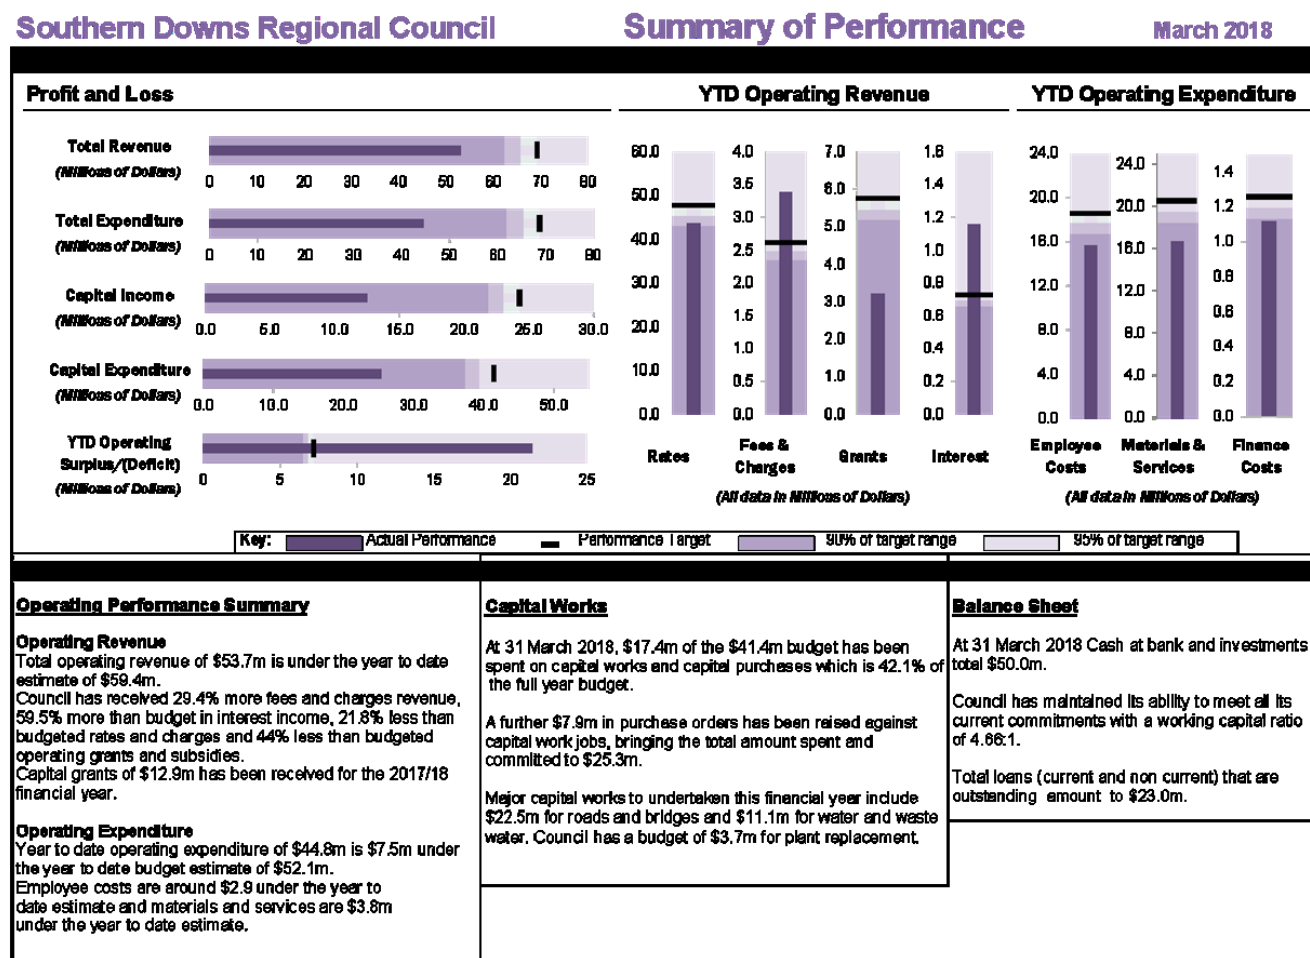 Southern Downs Regional Council Summary of Performance March 2018
Profit and Loss
Total Revenue
(Millions of Dollars)
0 10 20 30 40 50 60 70 80
Total Expenditure
(Millions of Dollars)
0 10 20 30 40 50 60 70 80
Capital Income
(Millions of Dollars)
0.0 5.0 10.0 15.0 20.0 25.0 30.0
Capital Expenditure
(Millions of Dollars)
0.0 10.0 20.0 30.0 40.0 50.0
YTD Operating
Surplus/(Deficit)
(Millions of Dollars)
0 5 10 15 20 25
YTD Operating Revenue
60.0
50.0
40.0
30.0
20.0
10.0
0.0
Rates
4.0
3.5
3.0
2.5
2.0
1.5
1.0
0.5
0.0
Fees &
Charges
7.0
6.0
5.0
4.0
3.0
2.0
1.0
0.0
Grants
1.6
1.4
1.2
1.0
0.8
0.6
0.4
0.2
0.0
Interest
(All data in Millions of Dollars)
YTD Operating Expenditure
24.0
20.0
16.0
12.0
8.0
4.0
0.0
Employee
Costs
24.0
20.0
16.0
12.0
8.0
4.0
0.0
Materials &
Services
1.4
1.2
1.0
0.8
0.6
0.4
0.2
0.0
Finance
Costs
(All data in Millions of Dollars)
Key: Actual Performance Performance Target 90% of target range 95% of target range
Operating Performance Summary
Operating Revenue
Total operating revenue of $53.7m is under the year to date
estimate of $59.4m.
Council has received 29.4% more fees and charges revenue,
59.5% more than budget in interest income, 21.8% less than
budgeted rates and charges and 44% less than budgeted
operating grants and subsidies.
Capital grants of $12.9m has been received for the 2017/18
financial year.
Operating Expenditure
Year to date operating expenditure of $44.8m is $7.5m under
the year to date budget estimate of $52.1m.
Employee costs are around $2.9 under the year to
date estimate and materials and services are $3.8m
under the year to date estimate.
Capital Works
At 31 March 2018, $17.4m of the $41.4m budget has been
spent on capital works and capital purchases which is 42.1% of
the full year budget.
A further $7.9m in purchase orders has been raised against
capital work jobs, bringing the total amount spent and
committed to $25.3m.
Major capital works to undertaken this financial year include
$22.5m for roads and bridges and $11.1m for water and waste
water. Council has a budget of $3.7m for plant replacement.
Balance Sheet
At 31 March 2018 Cash at bank and investments
total $50.0m.
Council has maintained its ability to meet all its
current commitments with a working capital ratio
of 4.66:1.
Total loans (current and non current) that are
outstanding amount to $23.0m.